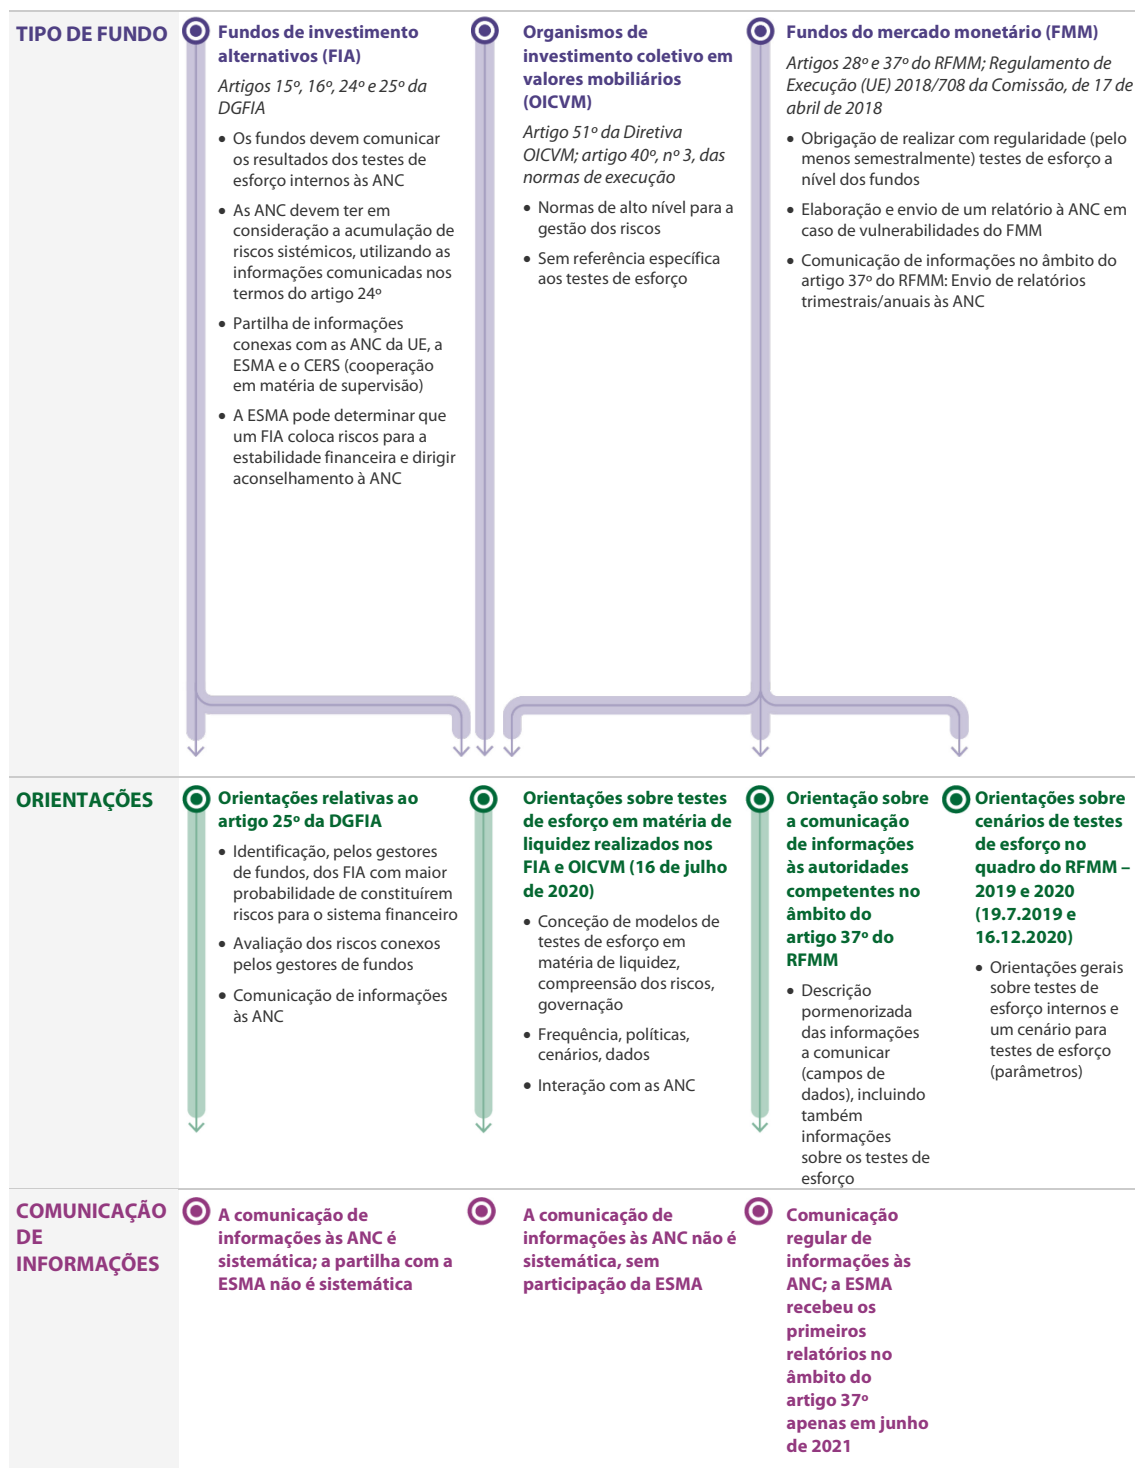 TIPO DE FUNDO
Fundos de investimento
alternativos (FIA)
Artigos 15º, 16º, 24º e 25º da
DGFIA
• Os fundos devem comunicar
os resultados dos testes de
esforço internos às ANC
• As ANC devem ter em
consideração a acumulação de
riscos sistémicos, utilizando as
informações comunicadas nos
termos do artigo 24º
• Partilha de informações
conexas com as ANC da UE, a
ESMA e o CERS (cooperação
em matéria de supervisão)
• A ESMA pode determinar que
um FIA coloca riscos para a
estabilidade financeira e dirigir
aconselhamento à ANC
Organismos de
investimento coletivo em
valores mobiliários
(OICVM)
Artigo 51º da Diretiva
OICVM; artigo 40º, nº 3, das
normas de execução
• Normas de alto nível para a
gestão dos riscos
• Sem referência específica
aos testes de esforço
Fundos do mercado monetário (FMM)
Artigos 28º e 37º do RFMM; Regulamento de
Execução (UE) 2018/708 da Comissão, de 17 de
abril de 2018
• Obrigação de realizar com regularidade (pelo
menos semestralmente) testes de esforço a
nível dos fundos
• Elaboração e envio de um relatório à ANC em
caso de vulnerabilidades do FMM
• Comunicação de informações no âmbito do
artigo 37º do RFMM: Envio de relatórios
trimestrais/anuais às ANC
ORIENTAÇÕES
Orientações relativas ao
artigo 25º da DGFIA
• Identificação, pelos gestores
de fundos, dos FIA com maior
probabilidade de constituírem
riscos para o sistema financeiro
• Avaliação dos riscos conexos
pelos gestores de fundos
• Comunicação de informações
às ANC
Orientações sobre testes
de esforço em matéria de
liquidez realizados nos
FIA e OICVM (16 de julho
de 2020)
• Conceção de modelos de
testes de esforço em
matéria de liquidez,
compreensão dos riscos,
governação
• Frequência, políticas,
cenários, dados
• Interação com as ANC
Orientação sobre
a comunicação
de informações
às autoridades
competentes no
âmbito do
artigo 37º do
RFMM
• Descrição
pormenorizada
das informações
a comunicar
(campos de
dados), incluindo
também
informações
sobre os testes de
esforço
Orientações sobre
cenários de testes
de esforço no
quadro do RFMM –
2019 e 2020
(19.7.2019 e
16.12.2020)
• Orientações gerais
sobre testes de
esforço internos e
um cenário para
testes de esforço
(parâmetros)
COMUNICAÇÃO
DE
INFORMAÇÕES
A comunicação de
informações às ANC é
sistemática; a partilha com a
ESMA não é sistemática
A comunicação de
informações às ANC não é
sistemática, sem
participação da ESMA
Comunicação
regular de
informações às
ANC; a ESMA
recebeu os
primeiros
relatórios no
âmbito do
artigo 37º
apenas em junho
de 2021